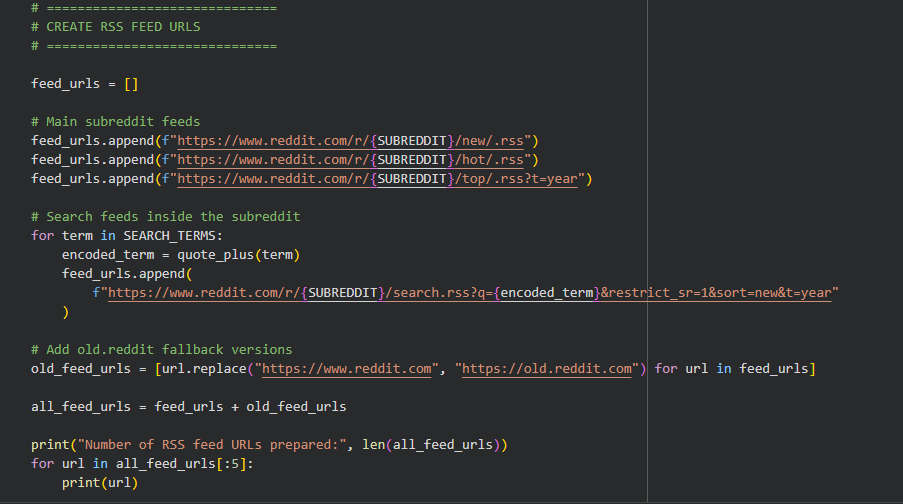 # ==============================
# CREATE RSS FEED URLS
# ==============================
feed_urls = []
# Main subreddit feeds
feed_urls.append(f"https://www.reddit.com/r/{SUBREDDIT}/new/.rss")
feed_urls.append(f"https://www.reddit.com/r/{SUBREDDIT}/hot/.rss")
feed_urls.append(f"https://www.reddit.com/r/{SUBREDDIT}/top/.rss?t=year")
# Search feeds inside the subreddit
for term in SEARCH_TERMS:
    encoded_term = quote_plus(term)
    feed_urls.append(
        f"https://www.reddit.com/r/{SUBREDDIT}/search.rss?q={encoded_term}&restrict_sr=1&sort=new&t=year"
    )
# Add old.reddit fallback versions
old_feed_urls = [url.replace("https://www.reddit.com", "https://old.reddit.com") for url in feed_urls]
all_feed_urls = feed_urls + old_feed_urls
print("Number of RSS feed URLs prepared:", len(all_feed_urls))
for url in all_feed_urls[:5]:
    print(url)